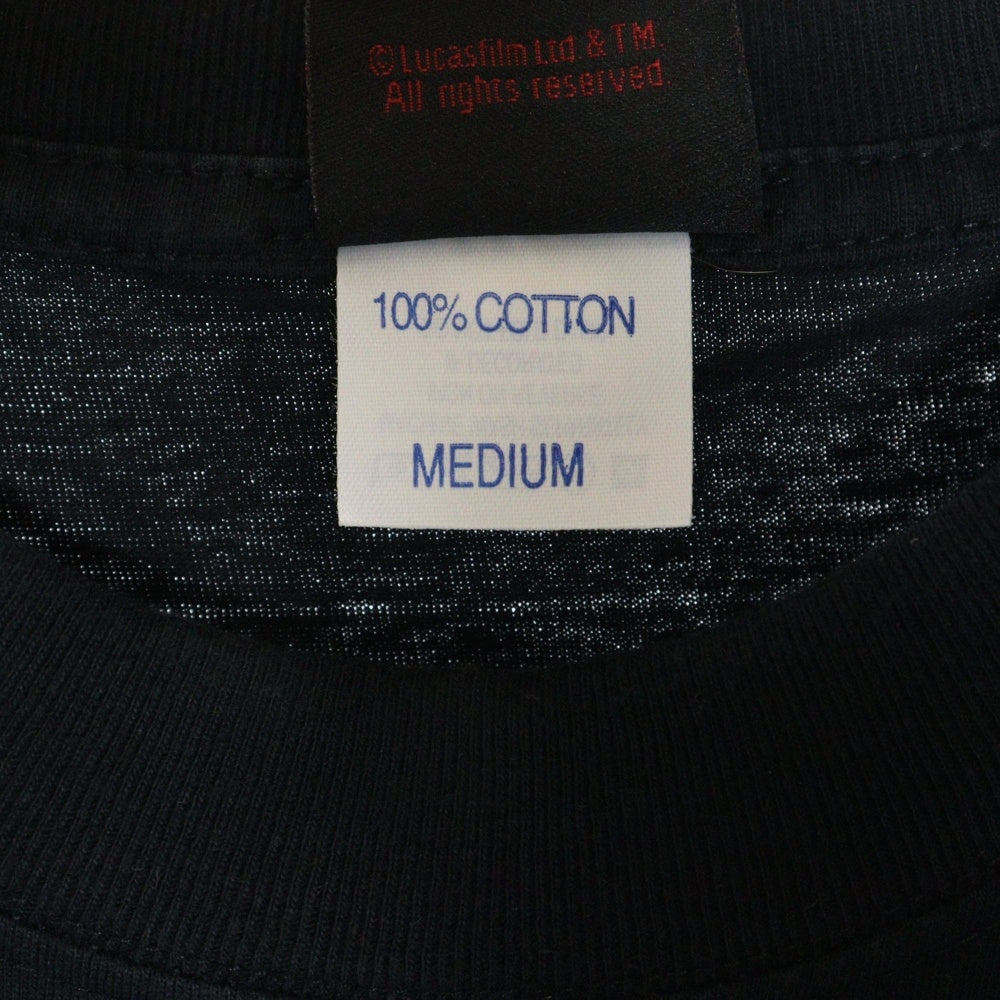 © Lucasfilm Ltd. & TM.
All rights reserved.
100% COTTON
MEDIUM